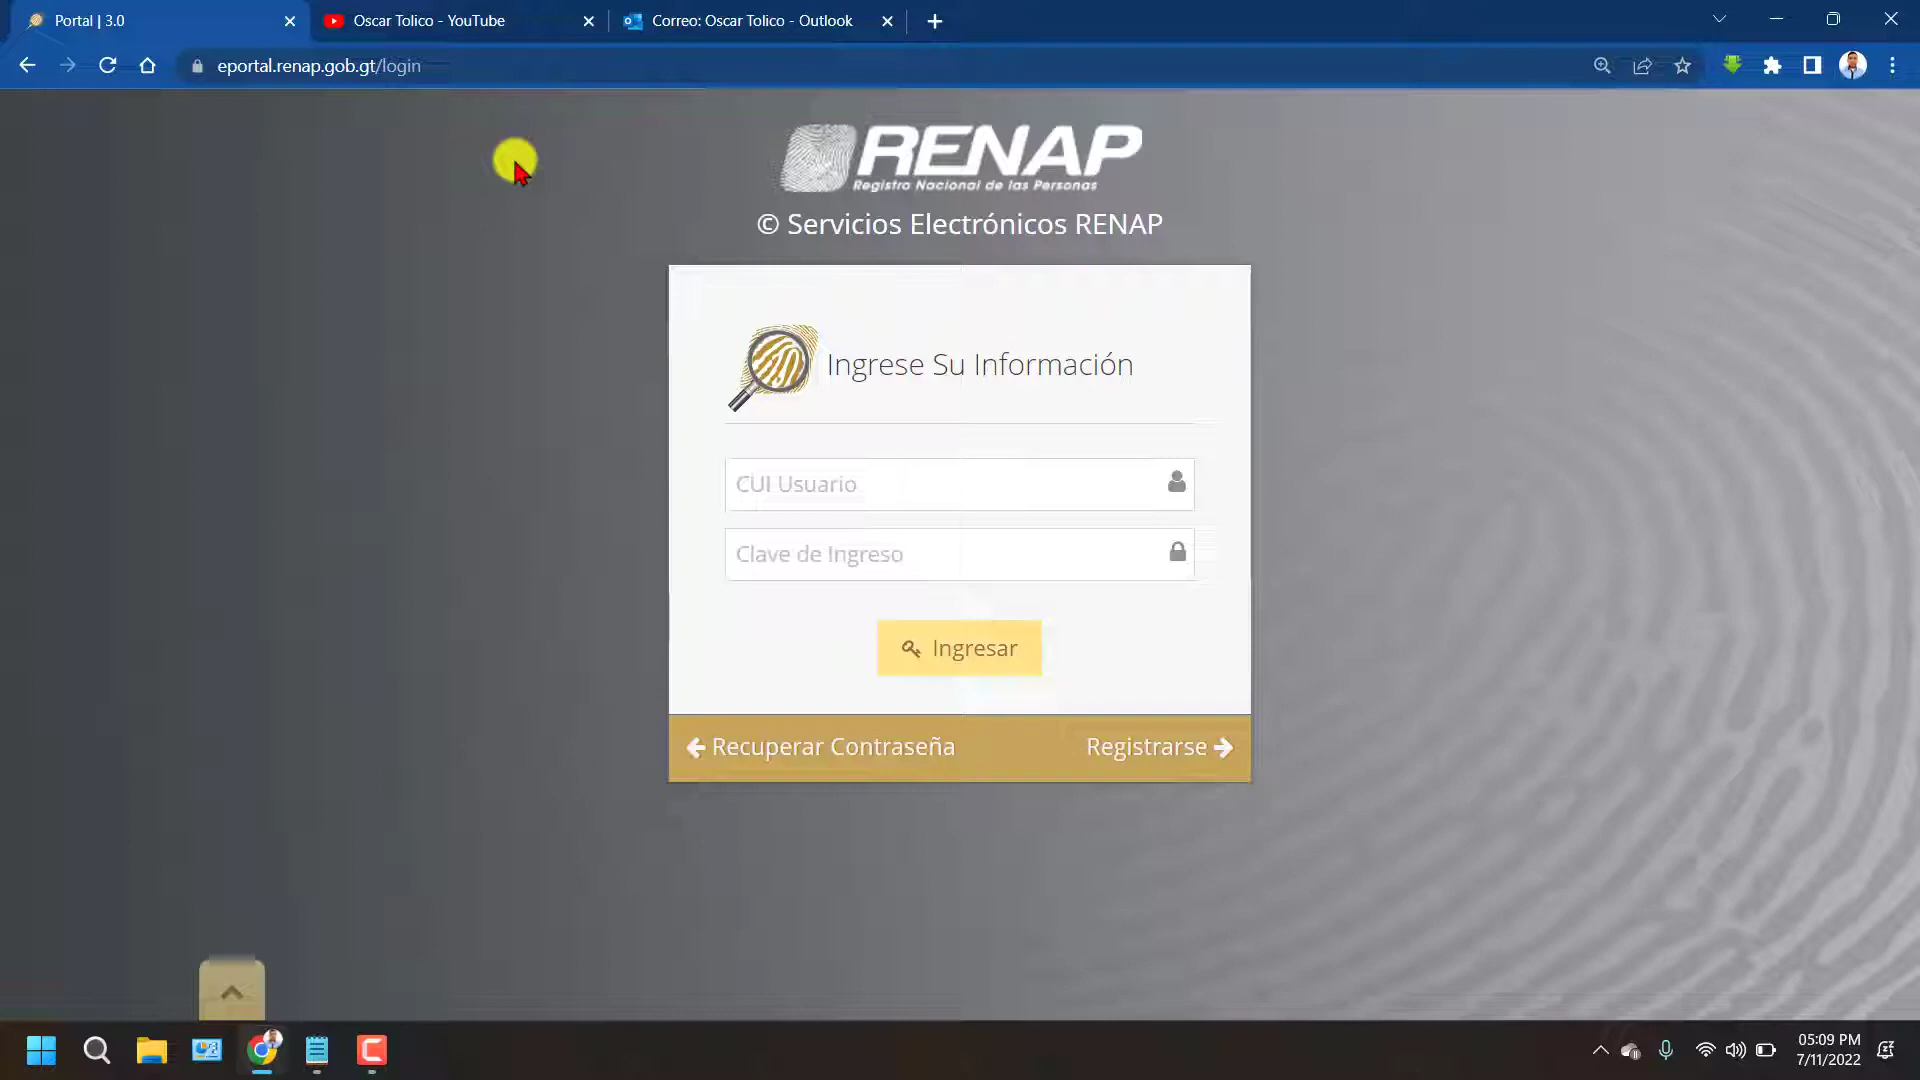 Portal | 3.0
Oscar Tolico - YouTube
Correo: Oscar Tolico - Outlook
eportal.renap.gob.gt/login
RENAP
Registro Nacional de las Personas
© Servicios Electrónicos RENAP
Ingrese Su Información
CUI Usuario
Clave de Ingreso
Ingresar
Recuperar Contraseña
Registrarse
05:09 PM
7/11/2022